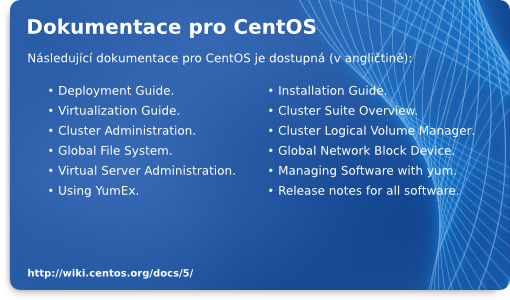 Dokumentace pro CentOS
Následující dokumentace pro CentOS je dostupná (v angličtině):
• Deployment Guide.
• Virtualization Guide.
• Cluster Administration.
• Global File System.
• Virtual Server Administration.
• Using YumEx.
• Installation Guide.
• Cluster Suite Overview.
• Cluster Logical Volume Manager.
• Global Network Block Device.
• Managing Software with yum.
• Release notes for all software.
http://wiki.centos.org/docs/5/